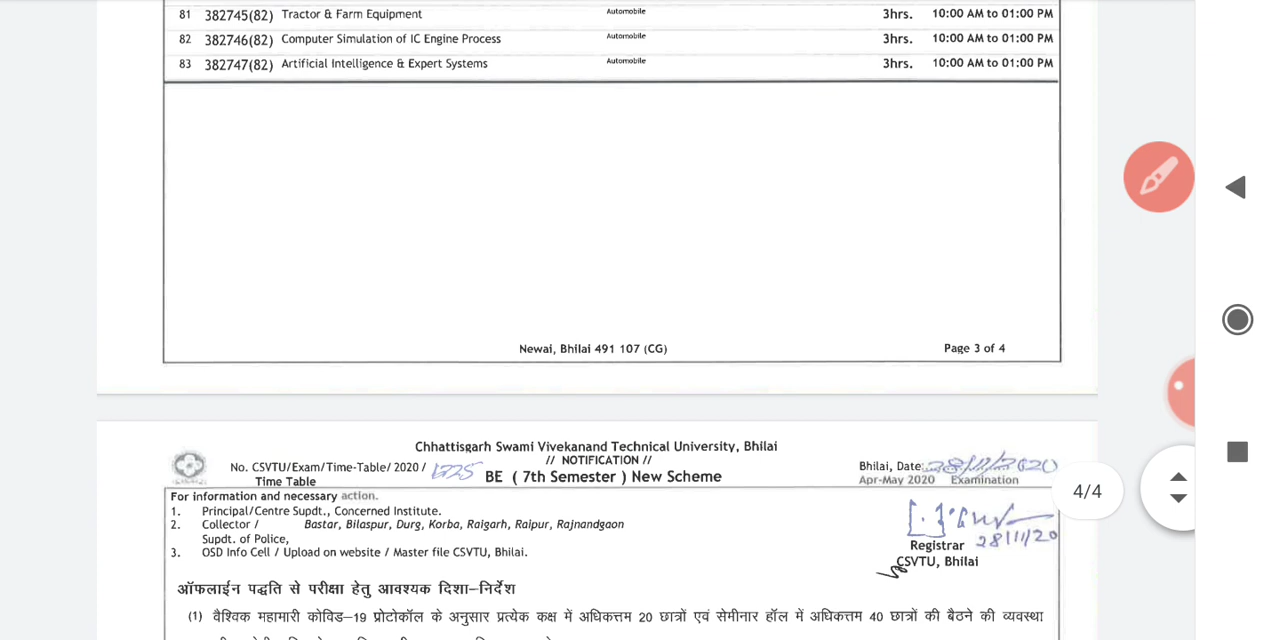 81 382745(82) Tractor & Farm Equipment Automobile 3hrs. 10:00 AM to 01:00 PM
82 382746(82) Computer Simulation of IC Engine Process Automobile 3hrs. 10:00 AM to 01:00 PM
83 382747(82) Artificial Intelligence & Expert Systems Automobile 3hrs. 10:00 AM to 01:00 PM
Newai, Bhilai 491 107 (CG) Page 3 of 4
Chhattisgarh Swami Vivekanand Technical University, Bhilai
// NOTIFICATION //
No. CSVTU/Exam/Time-Table/ 2020 / Bhilai, Date: 28/11/2020
Time Table BE ( 7th Semester ) New Scheme Apr-May 2020 Examination
4/4
For information and necessary action.
1. Principal/Centre Supdt., Concerned Institute.
2. Collector / Bastar, Bilaspur, Durg, Korba, Raigarh, Raipur, Rajnandgaon
Supdt. of Police,
3. OSD Info Cell / Upload on website / Master file CSVTU, Bhilai.
28/11/20
Registrar
CSVTU, Bhilai
ऑफलाईन पद्धति से परीक्षा हेतु आवश्यक दिशा–निर्देश
(1) वैश्विक महामारी कोविड–19 प्रोटोकॉल के अनुसार प्रत्येक कक्ष में अधिकत्तम 20 छात्रों एवं सेमीनार हॉल में अधिकत्तम 40 छात्रों की बैठने की व्यवस्था